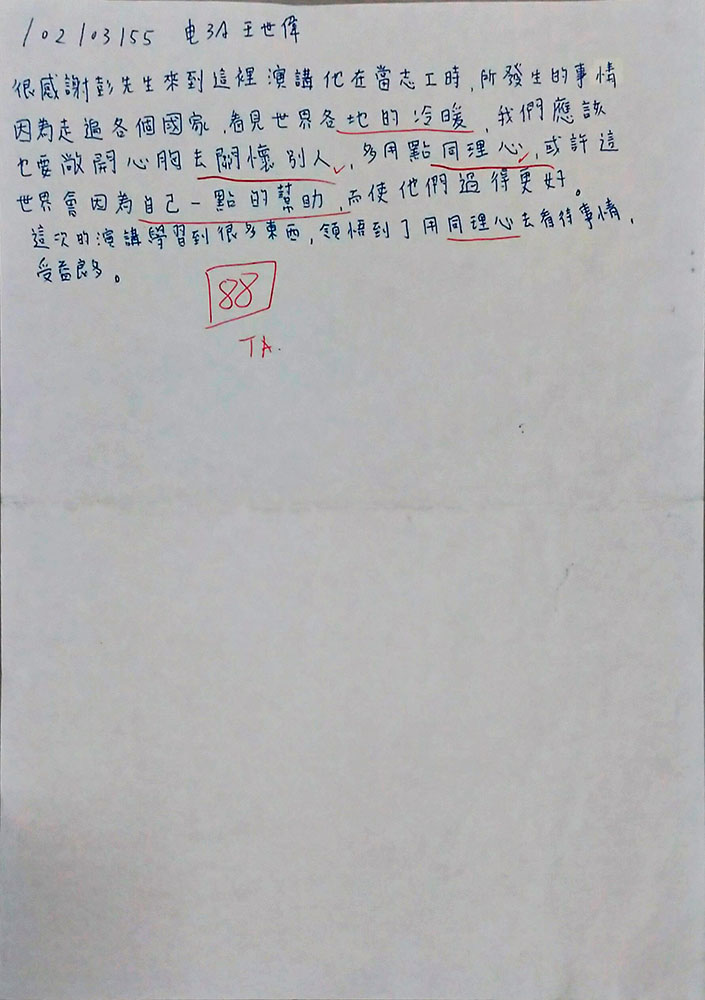 102103155 电3A 王世偉
很感謝彭先生來到這裡演講他在當志工時,所發生的事情
因為走遍各個國家,看見世界各地的冷暖,我們應該
也要敞開心胸去關懷別人,多用點同理心,或許這
世界會因為自己一點的幫助,而使他們過得更好。
這次的演講學習到很多東西,領悟到了用同理心去看待事情,
受益良多。
88
TA.